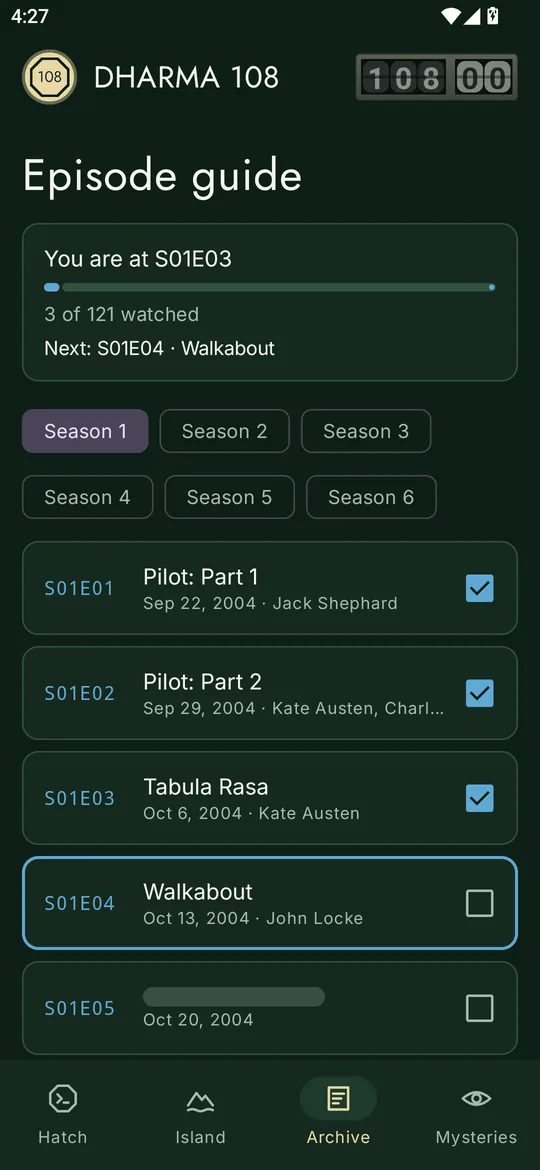 4:27
108
DHARMA 108
108 00
Episode guide
You are at S01E03
3 of 121 watched
Next: S01E04 · Walkabout
Season 1
Season 2
Season 3
Season 4
Season 5
Season 6
S01E01
Pilot: Part 1
Sep 22, 2004 · Jack Shephard
S01E02
Pilot: Part 2
Sep 29, 2004 · Kate Austen, Charl...
S01E03
Tabula Rasa
Oct 6, 2004 · Kate Austen
S01E04
Walkabout
Oct 13, 2004 · John Locke
S01E05
Oct 20, 2004
Hatch
Island
Archive
Mysteries